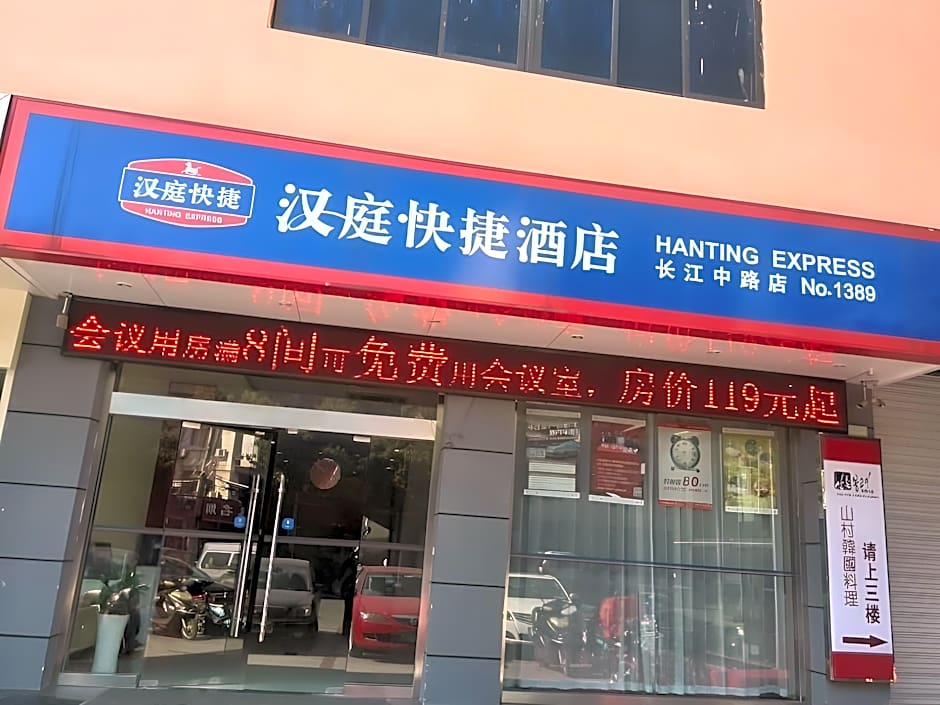 汉庭快捷
HANTING EXPRESS
汉庭快捷酒店
HANTING EXPRESS
长江中路店 No.1389
会议用房满8间可免费用会议室，房价119元起
山村韓國料理
请上三楼